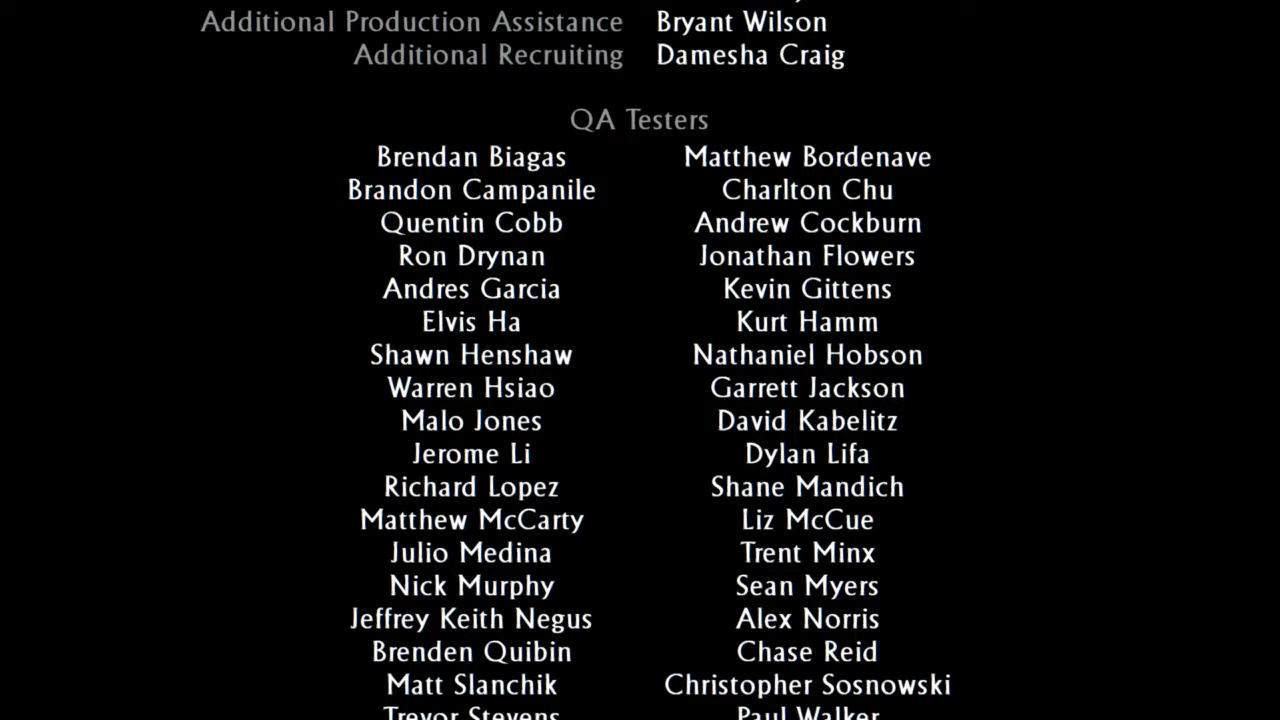 Additional Production Assistance Bryant Wilson
Additional Recruiting Damesha Craig
QA Testers
Brendan Biagas Matthew Bordenave
Brandon Campanile Charlton Chu
Quentin Cobb Andrew Cockburn
Ron Drynan Jonathan Flowers
Andres Garcia Kevin Gittens
Elvis Ha Kurt Hamm
Shawn Henshaw Nathaniel Hobson
Warren Hsiao Garrett Jackson
Malo Jones David Kabelitz
Jerome Li Dylan Lifa
Richard Lopez Shane Mandich
Matthew McCarty Liz McCue
Julio Medina Trent Minx
Nick Murphy Sean Myers
Jeffrey Keith Negus Alex Norris
Brenden Quibin Chase Reid
Matt Slanchik Christopher Sosnowski
Trevor Stevens Paul Walker